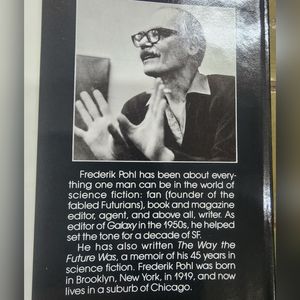 Frederik Pohl has been about every-
thing one man can be in the world of
science fiction: fan (founder of the
fabled Futurians), book and magazine
editor, agent, and above all, writer. As
editor of Galaxy in the 1950s, he helped
set the tone for a decade of SF.
He has also written The Way the
Future Was, a memoir of his 45 years in
science fiction. Frederik Pohl was born
in Brooklyn, New York, in 1919, and now
lives in a suburb of Chicago.